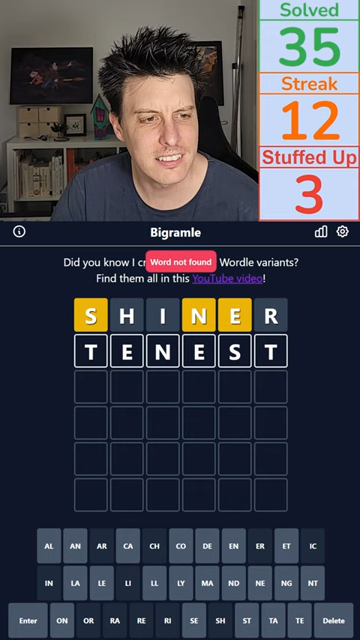 Solved
35
Streak
12
Stuffed Up
3
Bigramle
Did you know I cr Word not found Wordle variants?
Find them all in this YouTube video!
S H I N E R
T E N E S T
AL AN AR CA CH CO DE EN ER ET IC
IN LA LE LI LL LY MA ND NE NG NT
Enter ON OR RA RE RI SE SH ST TA TE Delete